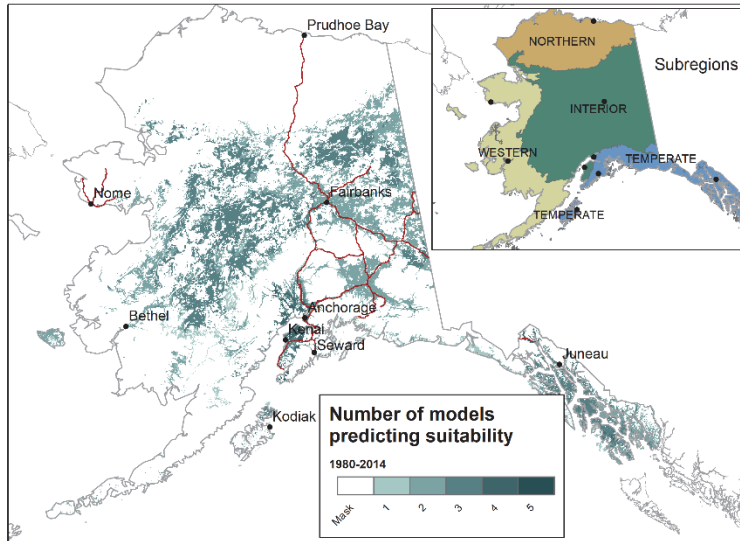 Prudhoe Bay
NORTHERN
Subregions
INTERIOR
WESTERN
TEMPERATE
TEMPERATE
Nome
Fairbanks
Bethel
Anchorage
Kenai
Seward
Juneau
Kodiak
Number of models
predicting suitability
1980-2014
Mask 1 2 3 4 5